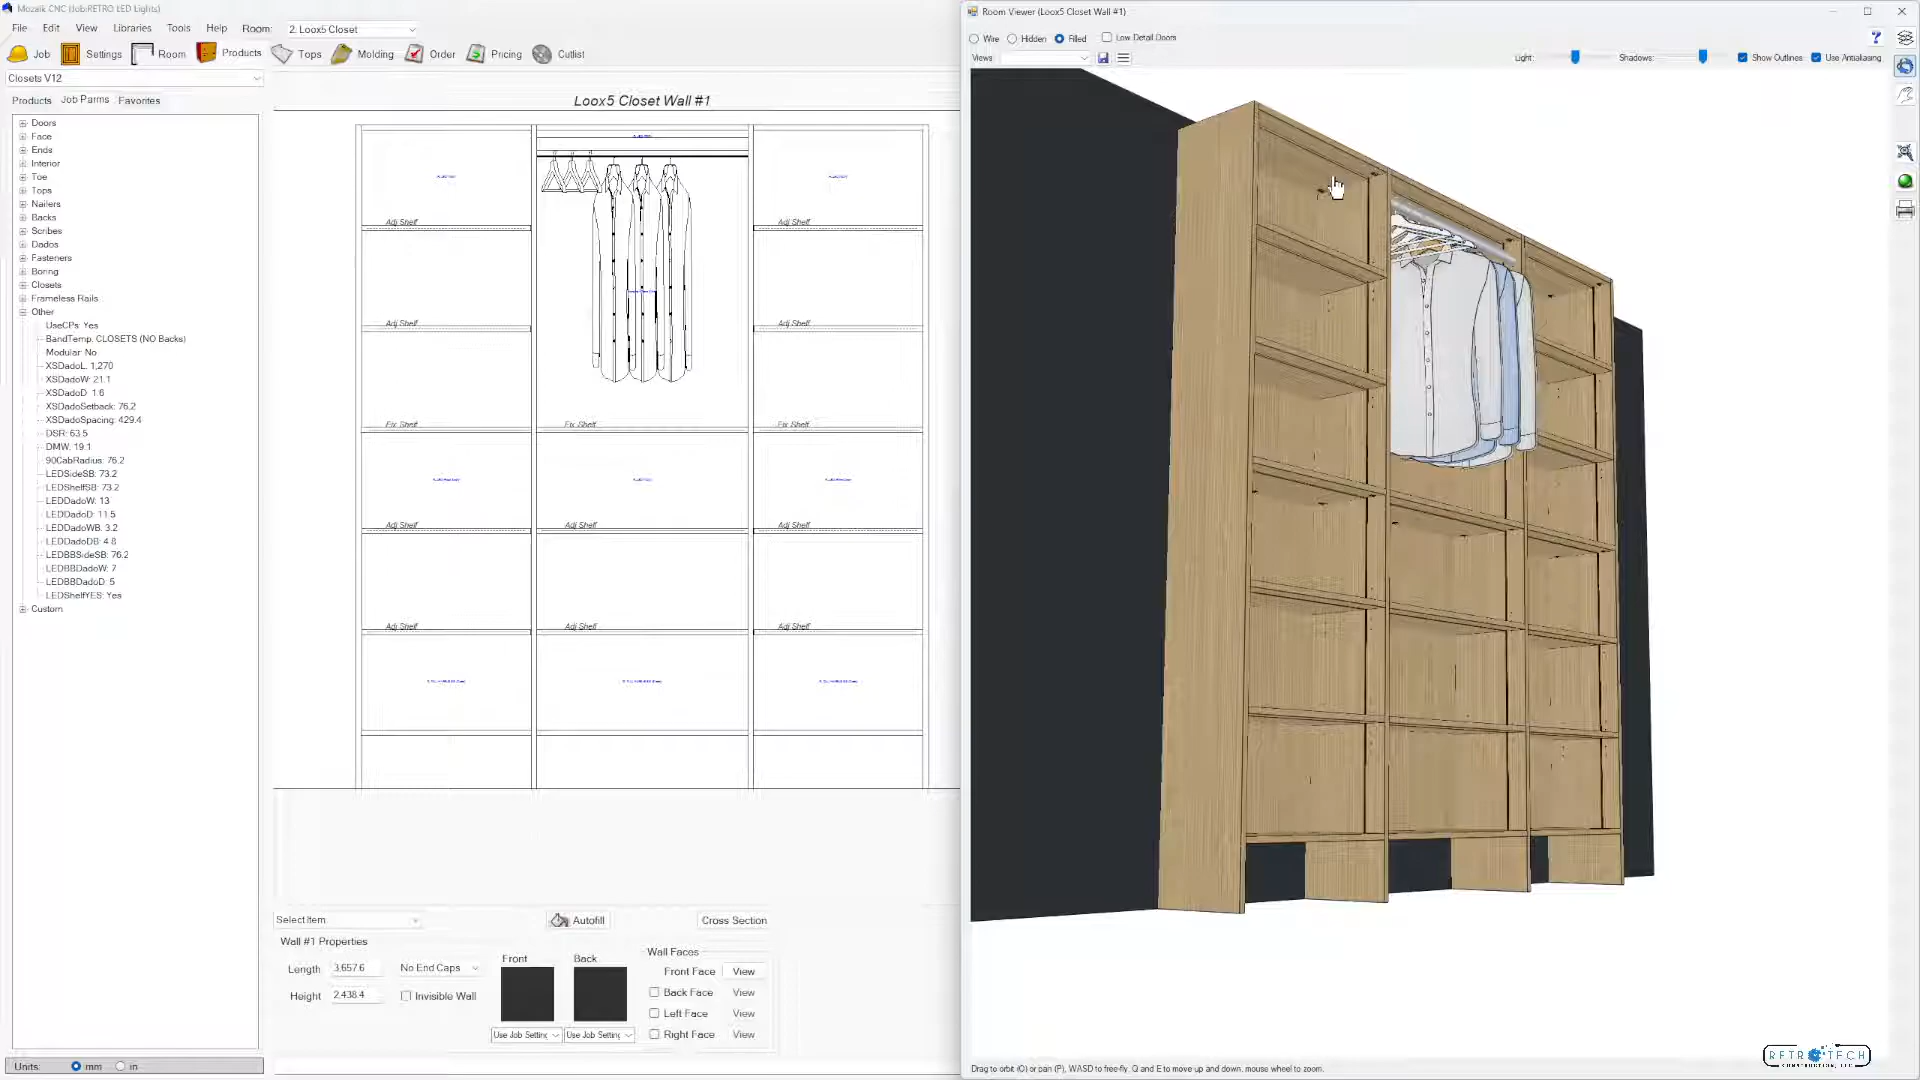 Mozaik CNC (Job:RETRO LED Lights)
File Edit View Libraries Tools Help Room: 2. Loox5 Closet
Job Settings Room Products Tops Molding Order Pricing Cutlist
Closets V12
Products Job Parms Favorites
Doors
Face
Ends
Interior
Toe
Tops
Nailers
Backs
Scribes
Dados
Fasteners
Boring
Closets
Frameless Rails
Other
UseCPs: Yes
BandTemp: CLOSETS (NO Backs)
Modular: No
XSDadoL: 1,270
XSDadoW: 21.1
XSDadoD: 1.6
XSDadoSetback: 76.2
XSDadoSpacing: 429.4
DSR: 63.5
DMW: 19.1
90CabRadius: 76.2
LEDSideSB: 73.2
LEDShelfSB: 73.2
LEDDadoW: 13
LEDDadoD: 11.5
LEDDadoWB: 3.2
LEDDadoDB: 4.8
LEDBBSideSB: 76.2
LEDBBDadoW: 7
LEDBBDadoD: 5
LEDShelfYES: Yes
Custom
Units: mm in
Loox5 Closet Wall #1
Adj Shelf Adj Shelf
Adj Shelf Adj Shelf
Fix Shelf Fix Shelf Fix Shelf
Adj Shelf Adj Shelf Adj Shelf
Adj Shelf Adj Shelf Adj Shelf
Select Item Autofill Cross Section
Wall #1 Properties
Length 3,657.6 No End Caps
Height 2,438.4 Invisible Wall
Front Back
Use Job Setting Use Job Setting
Wall Faces
Front Face View
Back Face View
Left Face View
Right Face View
Room Viewer (Loox5 Closet Wall #1)
Wire Hidden Filled Low Detail Doors
Views Light: Shadows: Show Outlines Use Antialiasing
Drag to orbit (O) or pan (P), WASD to free-fly, Q and E to move up and down, mouse wheel to zoom.
RETRO TECH
CONSTRUCTION, LLC